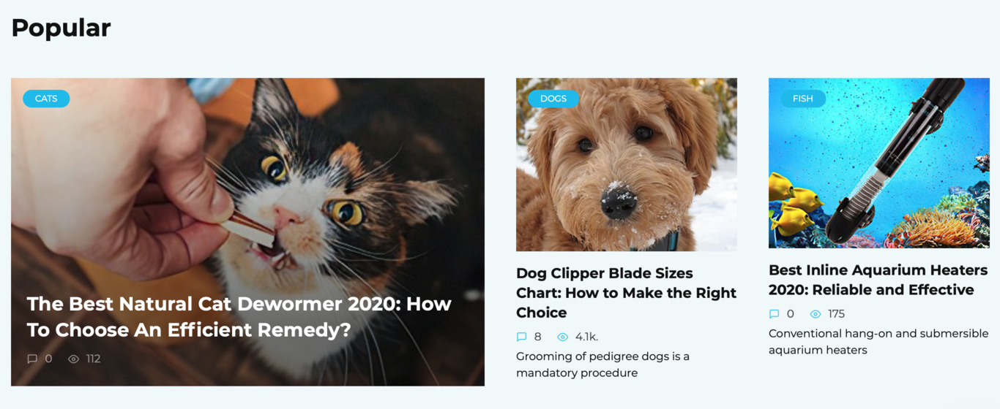 Popular
CATS
The Best Natural Cat Dewormer 2020: How
To Choose An Efficient Remedy?
0 112
DOGS
Dog Clipper Blade Sizes
Chart: How to Make the Right
Choice
8 4.1k.
Grooming of pedigree dogs is a
mandatory procedure
FISH
Best Inline Aquarium Heaters
2020: Reliable and Effective
0 175
Conventional hang-on and submersible
aquarium heaters